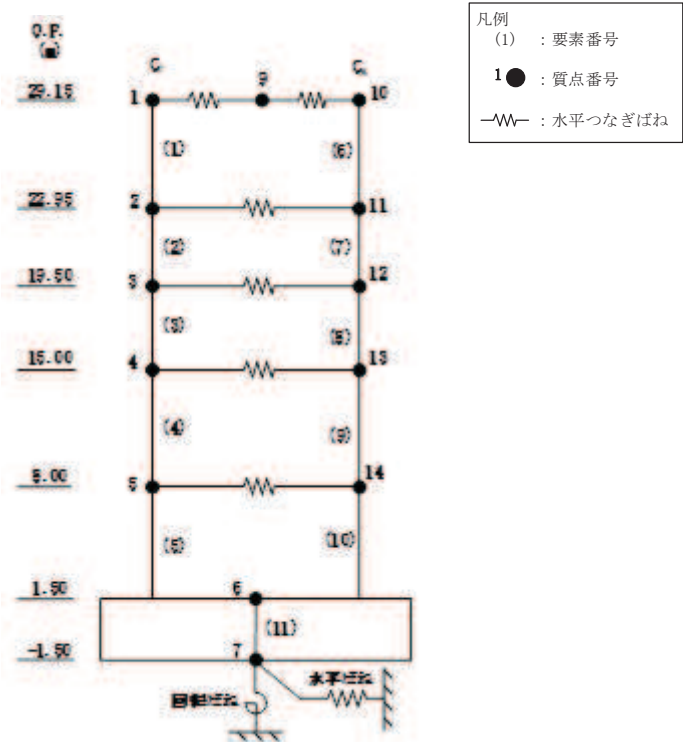 凡例
(1) : 要素番号
1 : 質点番号
: 水平つなぎばね
O.P.
(m)
29.15
1 9 10
(1) (6)
22.95 2 11
(2) (7)
19.50 3 12
(3) (8)
15.00 4 13
(4) (9)
8.00 5 14
(5) (10)
1.50 6
(11)
-1.50 7
水平ばね
回転ばね